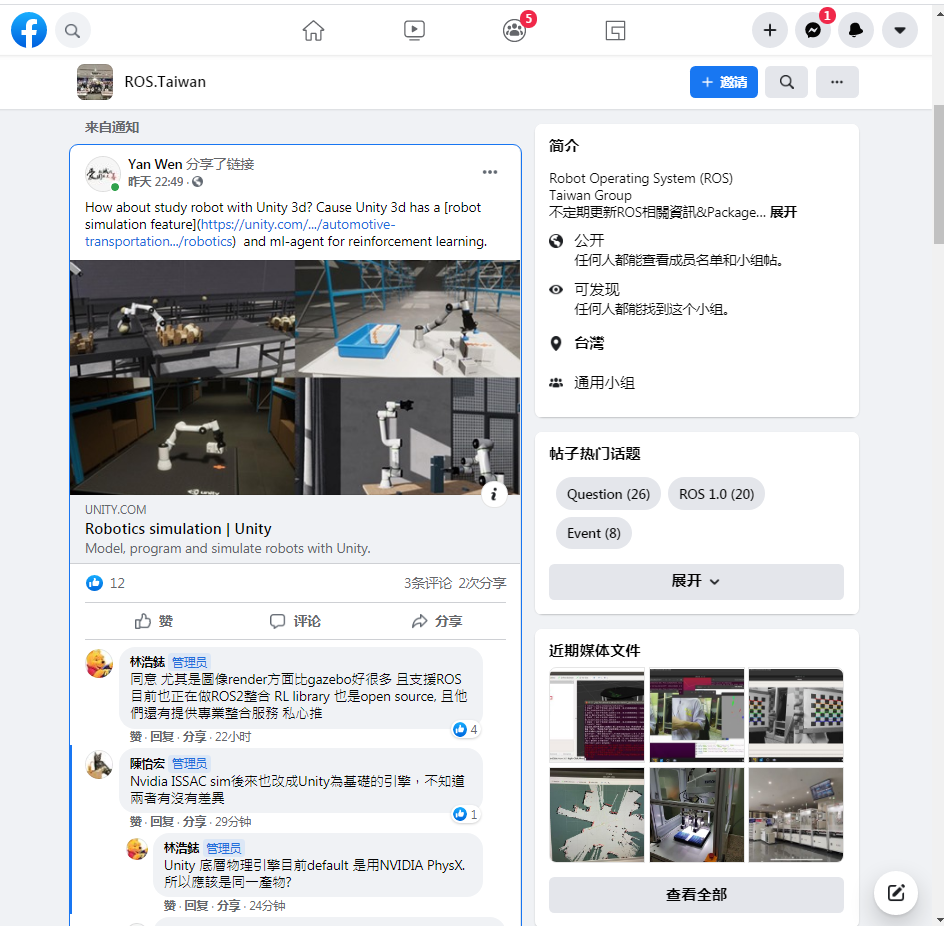 5
1
ROS.Taiwan
+ 邀请
来自通知
Yan Wen 分享了链接
昨天 22:49 ·
How about study robot with Unity 3d? Cause Unity 3d has a [robot
simulation feature](https://unity.com/.../automotive-
transportation.../robotics)  and ml-agent for reinforcement learning.
UNITY.COM
Robotics simulation | Unity
Model, program and simulate robots with Unity.
12
3条评论 2次分享
赞
评论
分享
林浩鋕 管理员
同意 尤其是圖像render方面比gazebo好很多 且支援ROS
目前也正在做ROS2整合 RL library 也是open source, 且他
們還有提供專業整合服務 私心推
4
赞 · 回复 · 分享 · 22小时
陳怡宏 管理员
Nvidia ISSAC sim後來也改成Unity為基礎的引擎，不知道
兩者有沒有差異
1
赞 · 回复 · 分享 · 29分钟
林浩鋕 管理员
Unity 底層物理引擎目前default 是用NVIDIA PhysX.
所以應該是同一產物?
赞 · 回复 · 分享 · 24分钟
简介
Robot Operating System (ROS)
Taiwan Group
不定期更新ROS相關資訊&Package... 展开
公开
任何人都能查看成员名单和小组帖。
可发现
任何人都能找到这个小组。
台灣
通用小组
帖子热门话题
Question (26)
ROS 1.0 (20)
Event (8)
展开
近期媒体文件
查看全部